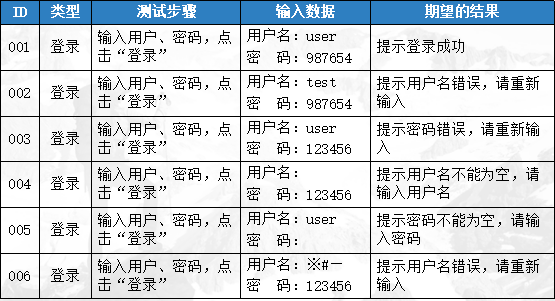 ID 类型 测试步骤 输入数据 期望的结果
001 登录 输入用户、密码，点击“登录” 用户名：user 密　码：987654 提示登录成功
002 登录 输入用户、密码，点击“登录” 用户名：test 密　码：987654 提示用户名错误，请重新输入
003 登录 输入用户、密码，点击“登录” 用户名：user 密　码：123456 提示密码错误，请重新输入
004 登录 输入用户、密码，点击“登录” 用户名： 密　码：123456 提示用户名不能为空，请输入用户名
005 登录 输入用户、密码，点击“登录” 用户名：user 密　码： 提示密码不能为空，请输入密码
006 登录 输入用户、密码，点击“登录” 用户名：※#－ 密　码：123456 提示用户名错误，请重新输入